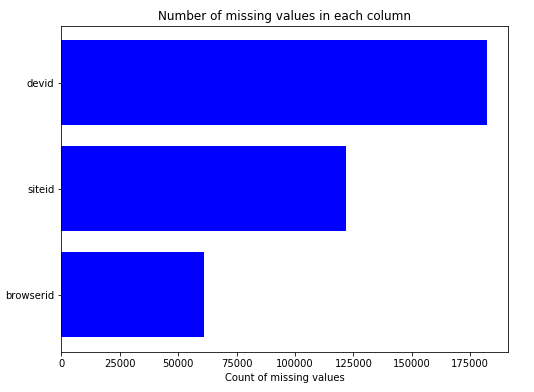 Number of missing values in each column
devid
siteid
browserid
0 25000 50000 75000 100000 125000 150000 175000
Count of missing values